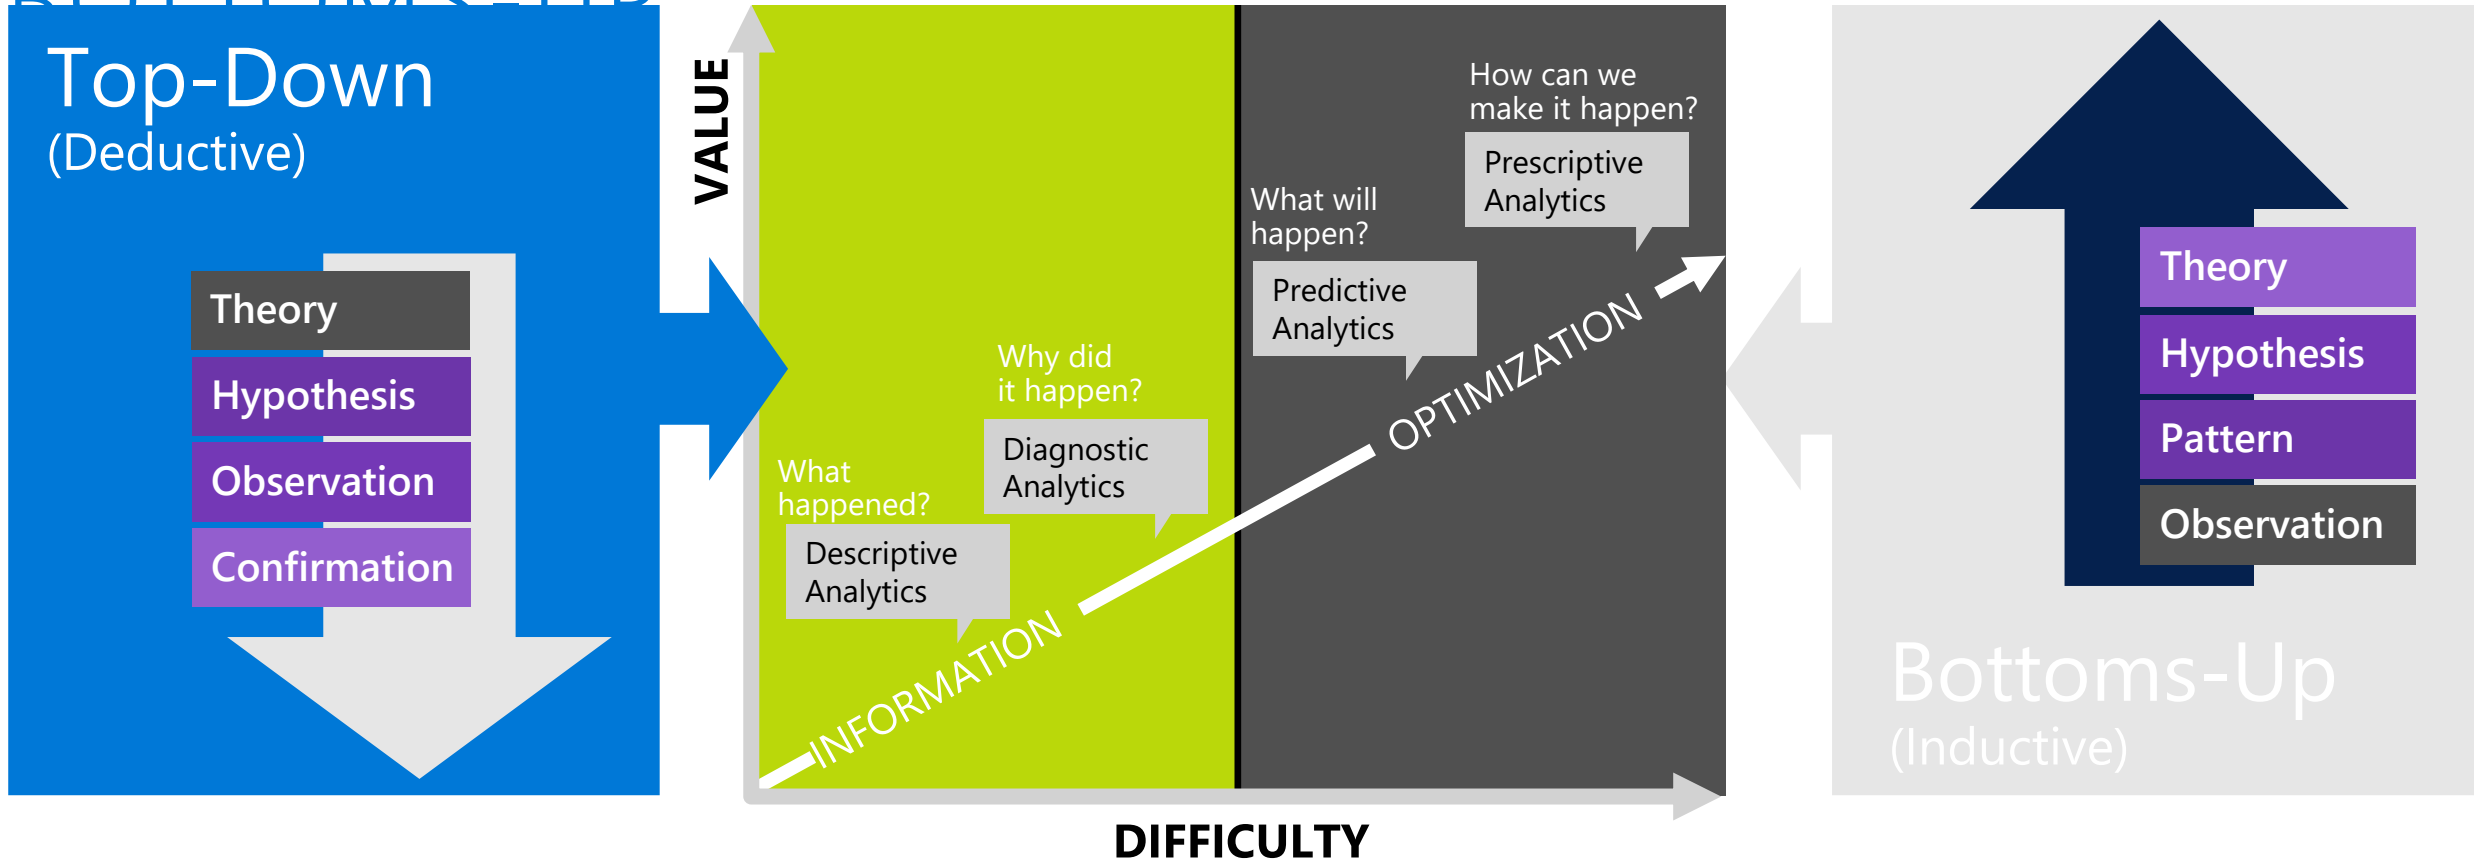 BOTTOMS-UP
Top-Down
(Deductive)
Theory
Hypothesis
Observation
Confirmation
VALUE
What
happened?
Descriptive
Analytics
Why did
it happen?
Diagnostic
Analytics
What will
happen?
Predictive
Analytics
How can we
make it happen?
Prescriptive
Analytics
INFORMATION
OPTIMIZATION
DIFFICULTY
Theory
Hypothesis
Pattern
Observation
Bottoms-Up
(Inductive)